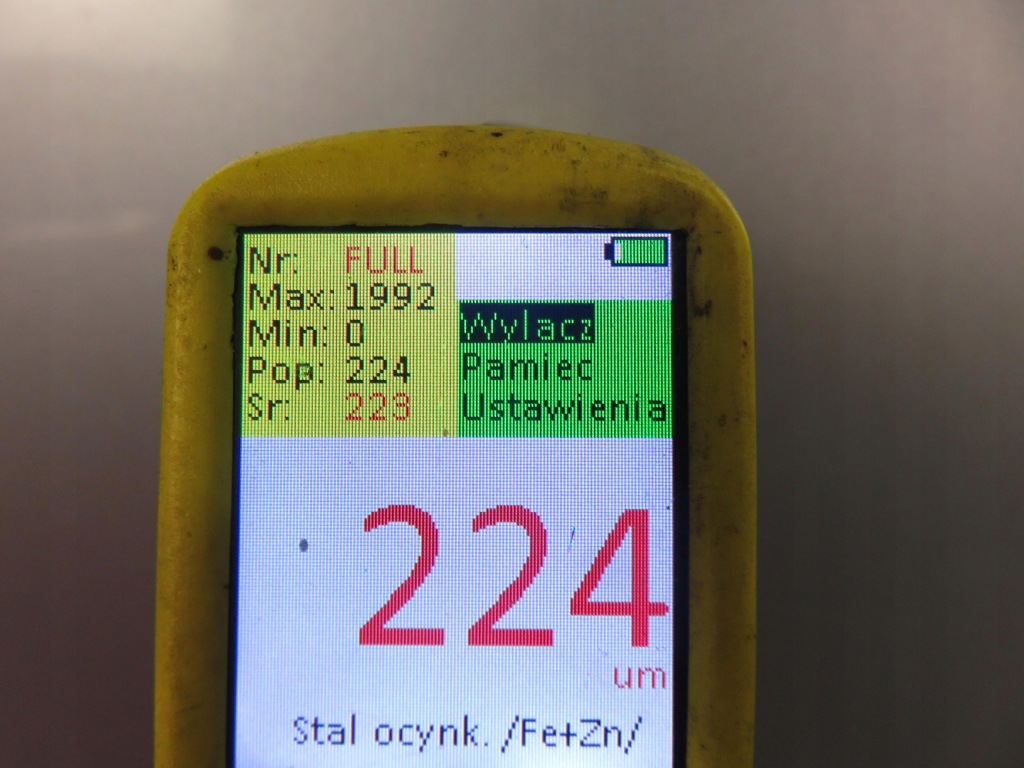 Nr: FULL
Max: 1992
Min: 0
Pop: 224
Sr: 223
Wylacz
Pamiec
Ustawienia
224
um
Stal ocynk. /Fe+Zn/